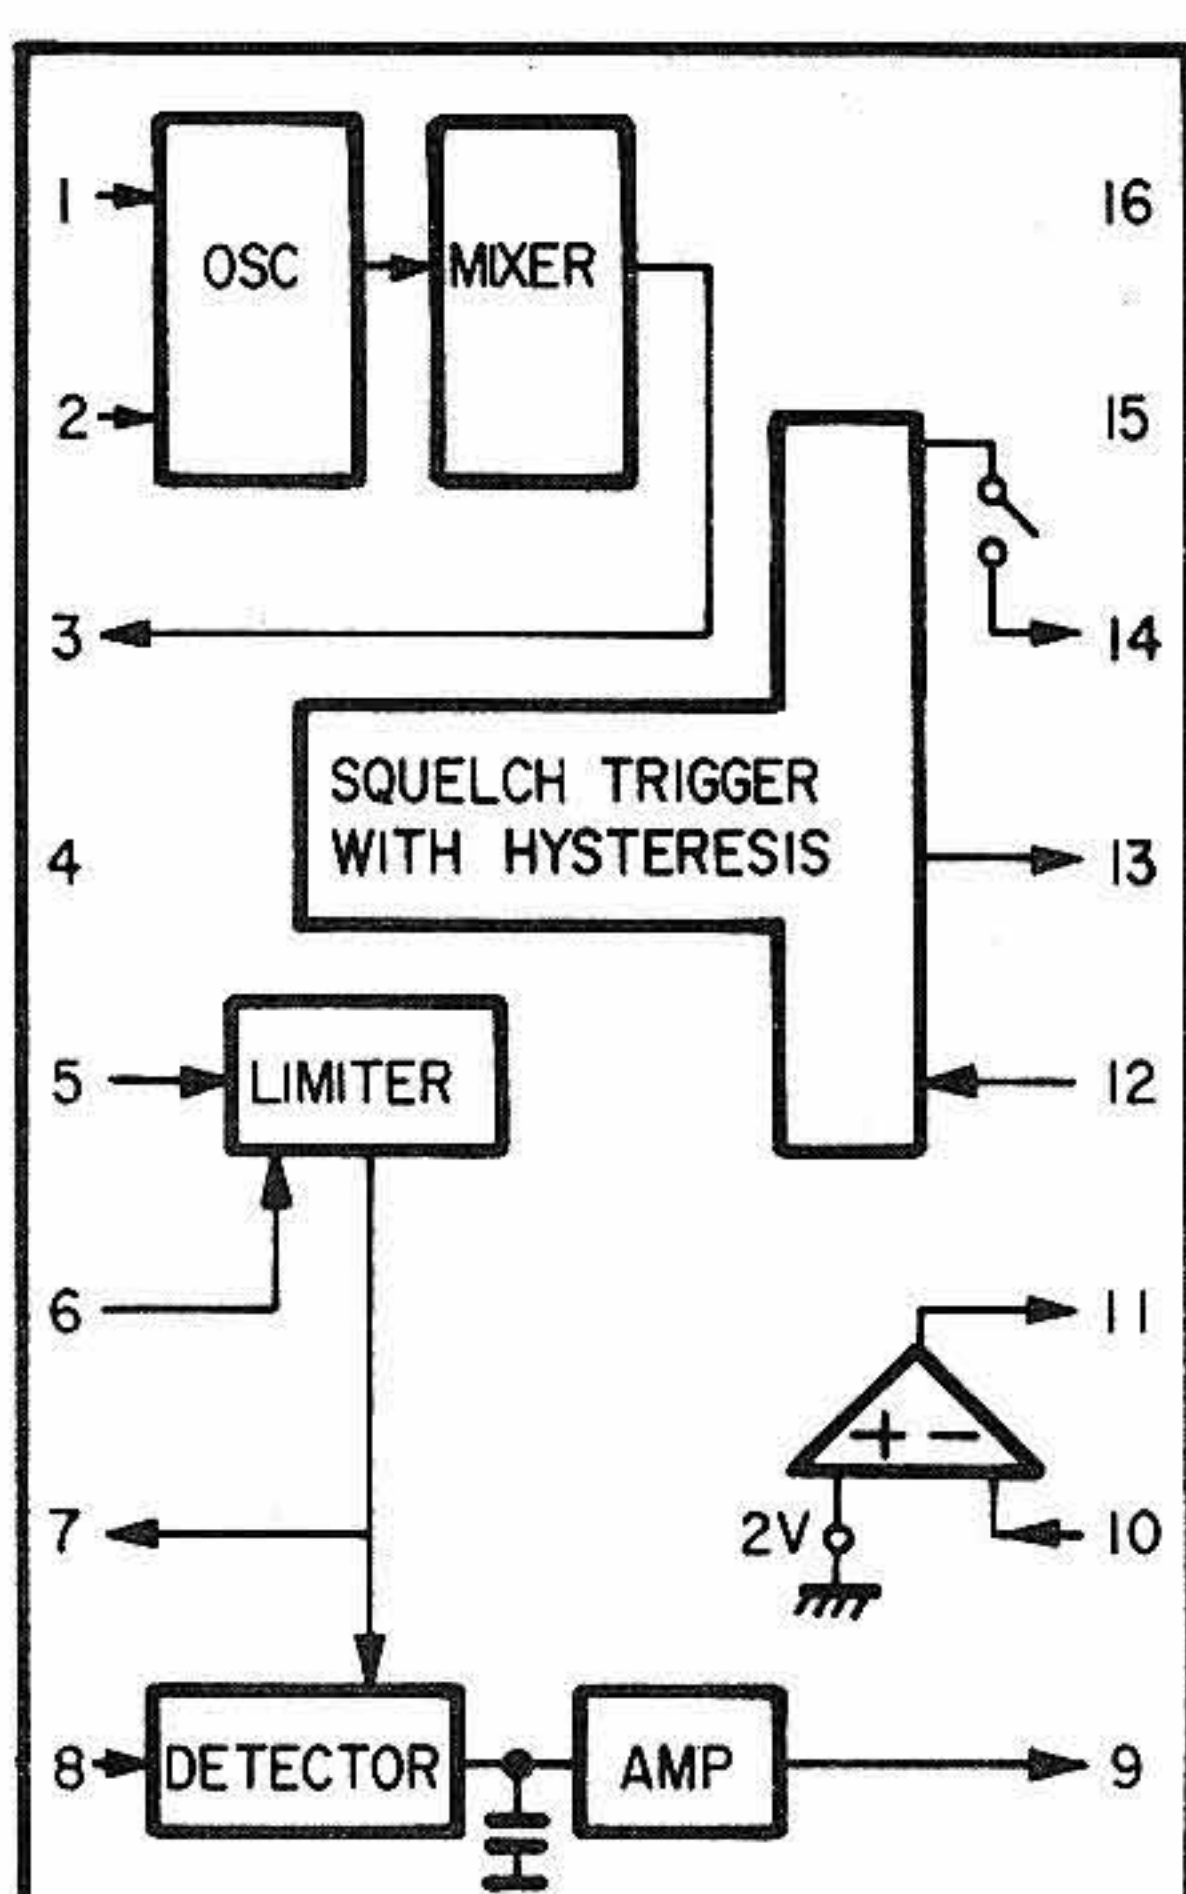 1
OSC
MIXER
16
2
15
3
14
SQUELCH TRIGGER
WITH HYSTERESIS
4
13
5
LIMITER
12
6
11
+ -
7
2V
10
8
DETECTOR
AMP
9